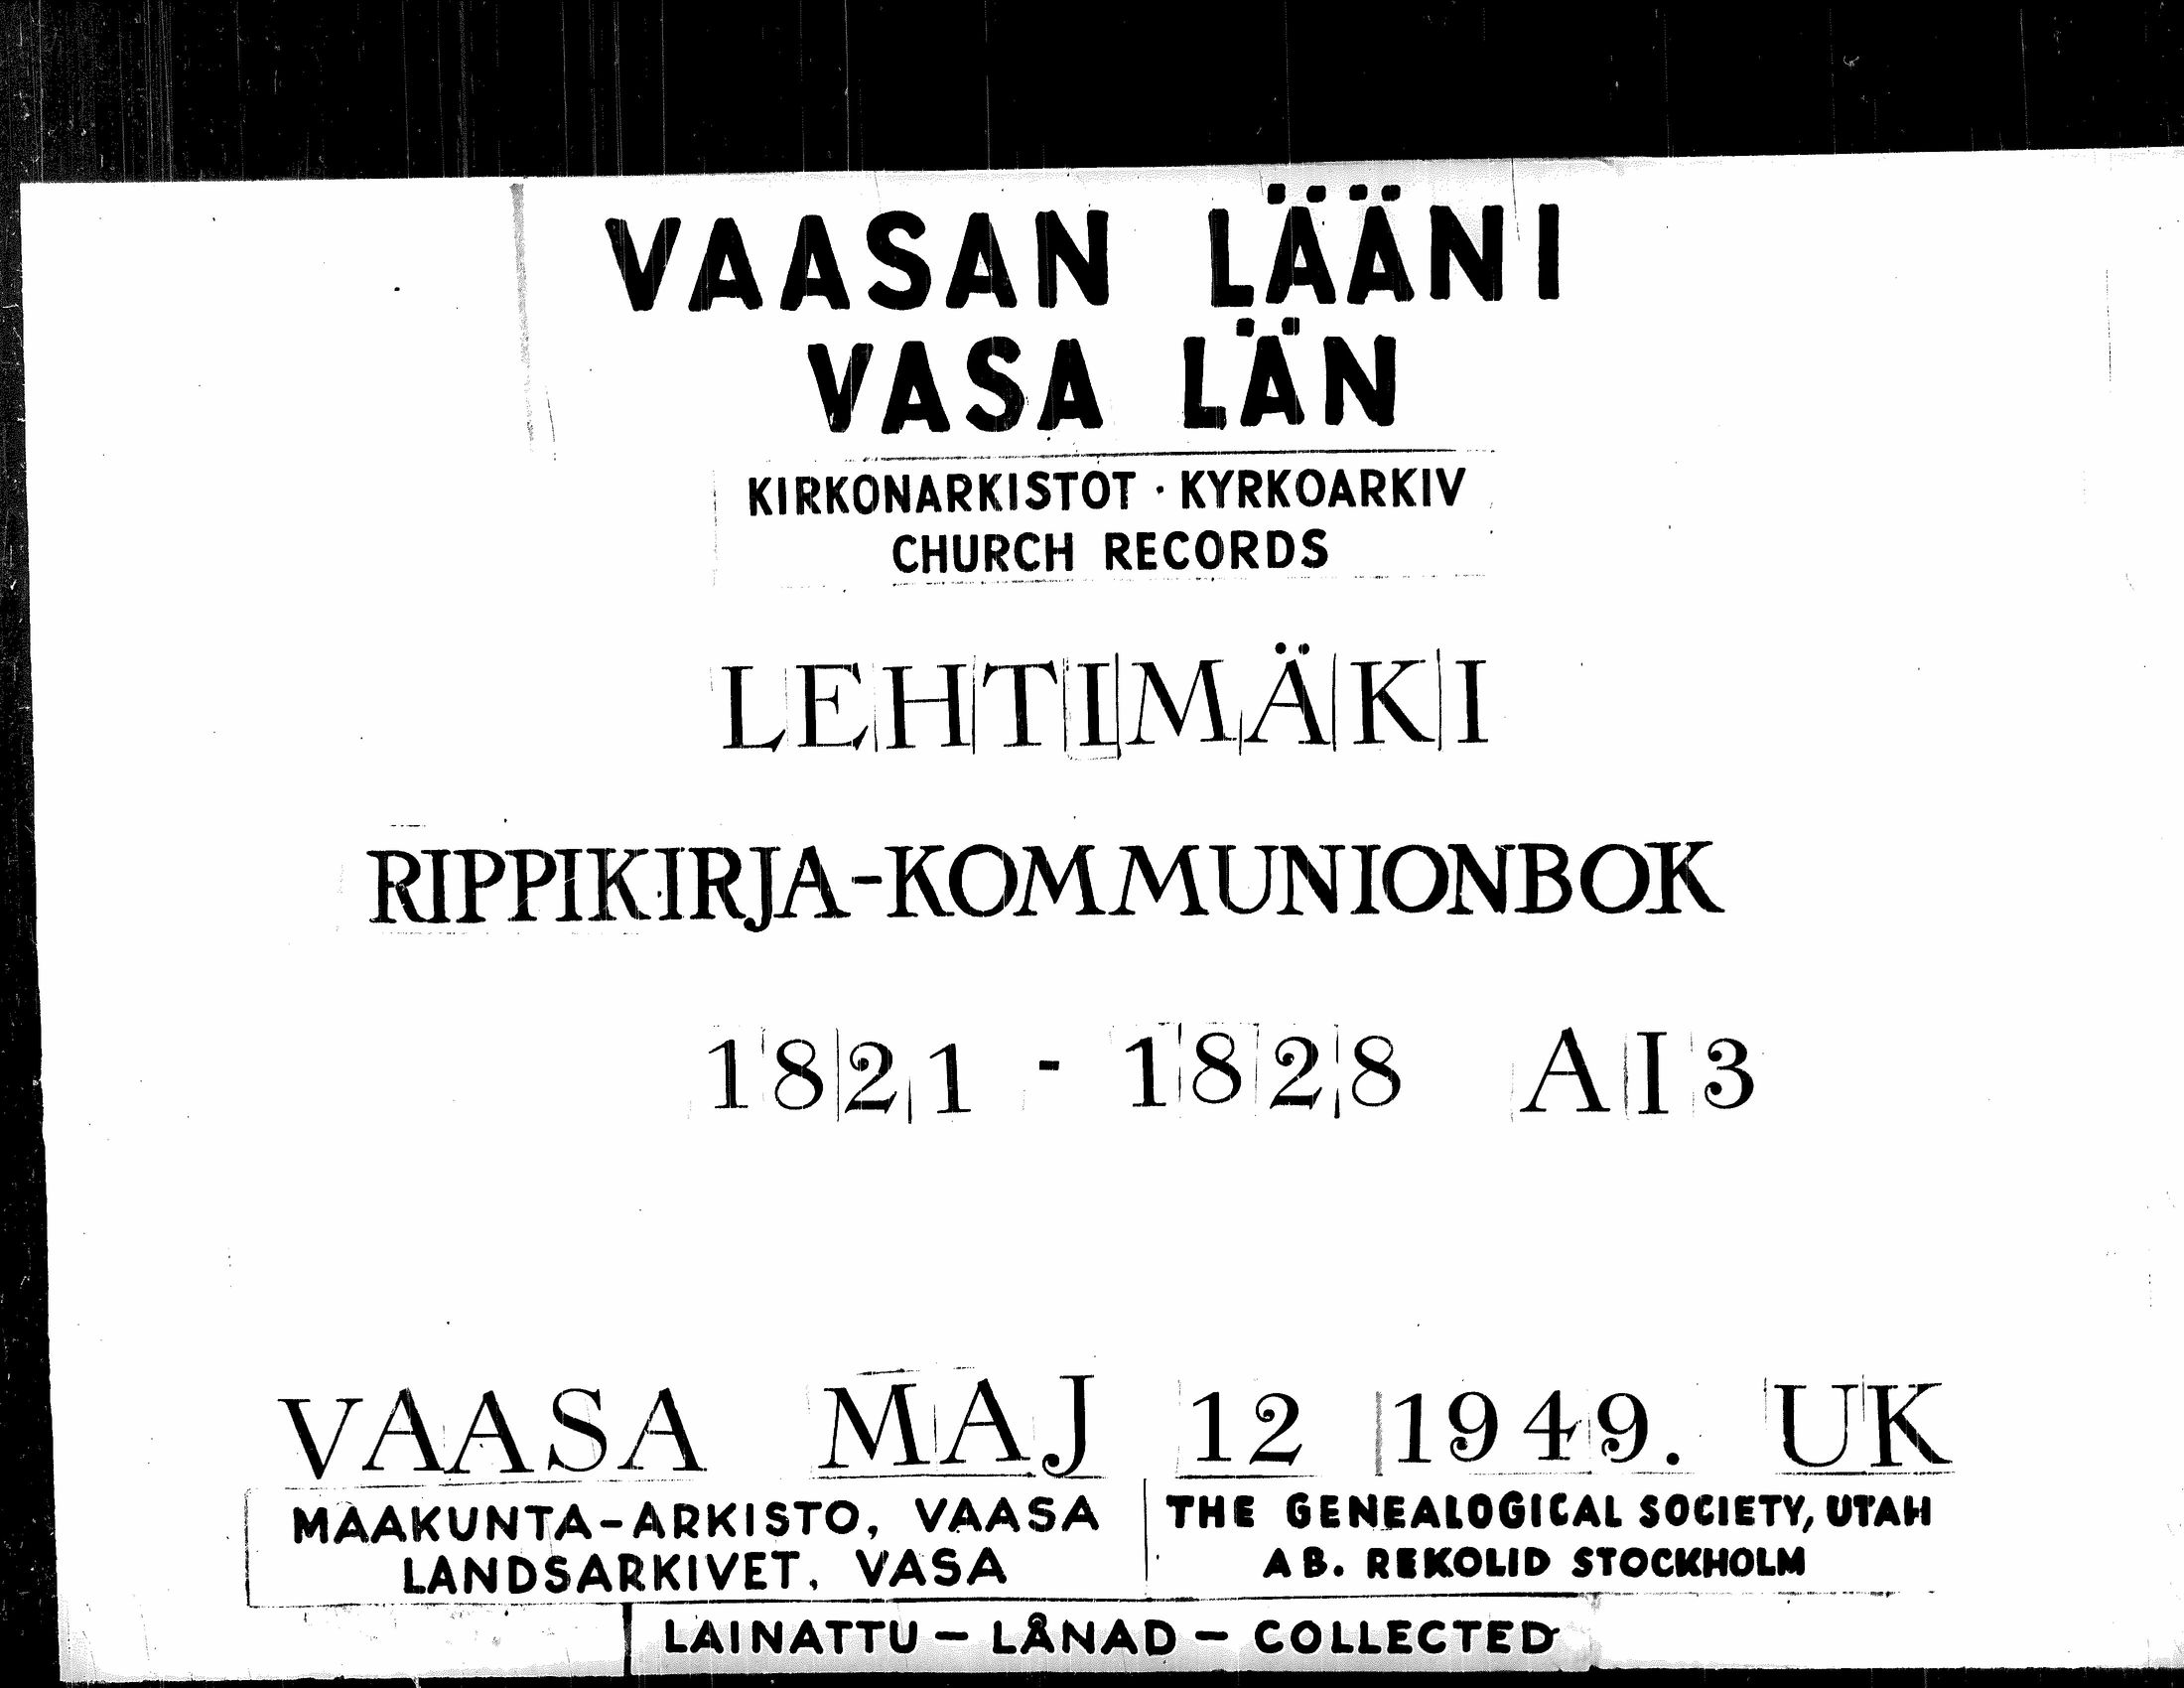 VAASAN LÄÄNI
VASA LÄN
KIRKONARKISTOT · KYRKOARKIV
CHURCH RECORDS
LEHTIMÄKI
RIPPIKIRJA-KOMMUNIONBOK
1821 - 1828 A I 3
VAASA MAJ 12 1949. UK
MAAKUNTA-ARKISTO, VAASA
LANDSARKIVET, VASA
THE GENEALOGICAL SOCIETY, UTAH
AB. REKOLID STOCKHOLM
LAINATTU - LÅNAD - COLLECTED